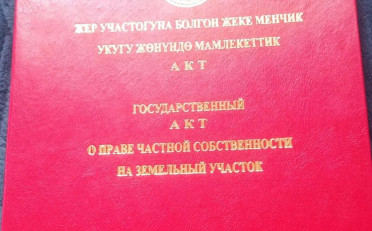 ЖЕР УЧАСТОГУНА БОЛГОН ЖЕКЕ МЕНЧИК
УКУГУ ЖӨНҮНДӨ МАМЛЕКЕТТИК
АКТ
ГОСУДАРСТВЕННЫЙ
АКТ
О ПРАВЕ ЧАСТНОЙ СОБСТВЕННОСТИ
НА ЗЕМЕЛЬНЫЙ УЧАСТОК